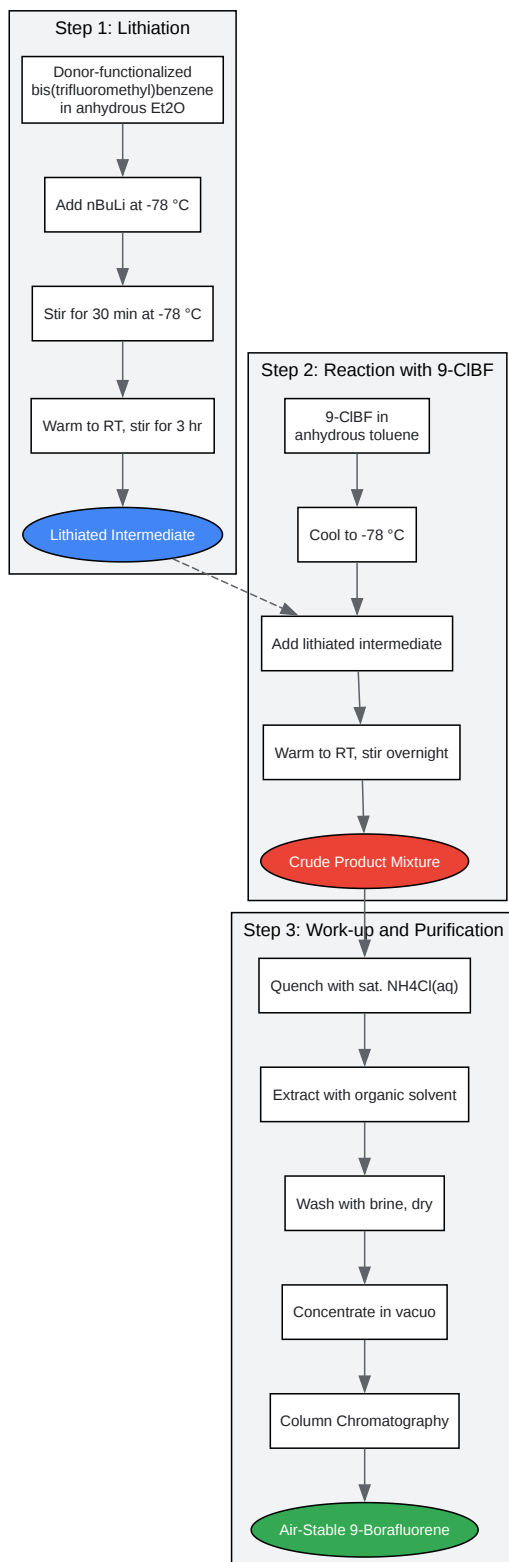 Step 1: Lithiation
Donor-functionalized
bis(trifluoromethyl)benzene
in anhydrous Et2O
Add nBuLi at -78 °C
Stir for 30 min at -78 °C
Warm to RT, stir for 3 hr
Lithiated Intermediate
Step 2: Reaction with 9-ClBF
9-ClBF in
anhydrous toluene
Cool to -78 °C
Add lithiated intermediate
Warm to RT, stir overnight
Crude Product Mixture
Step 3: Work-up and Purification
Quench with sat. NH4Cl(aq)
Extract with organic solvent
Wash with brine, dry
Concentrate in vacuo
Column Chromatography
Air-Stable 9-Borafluorene